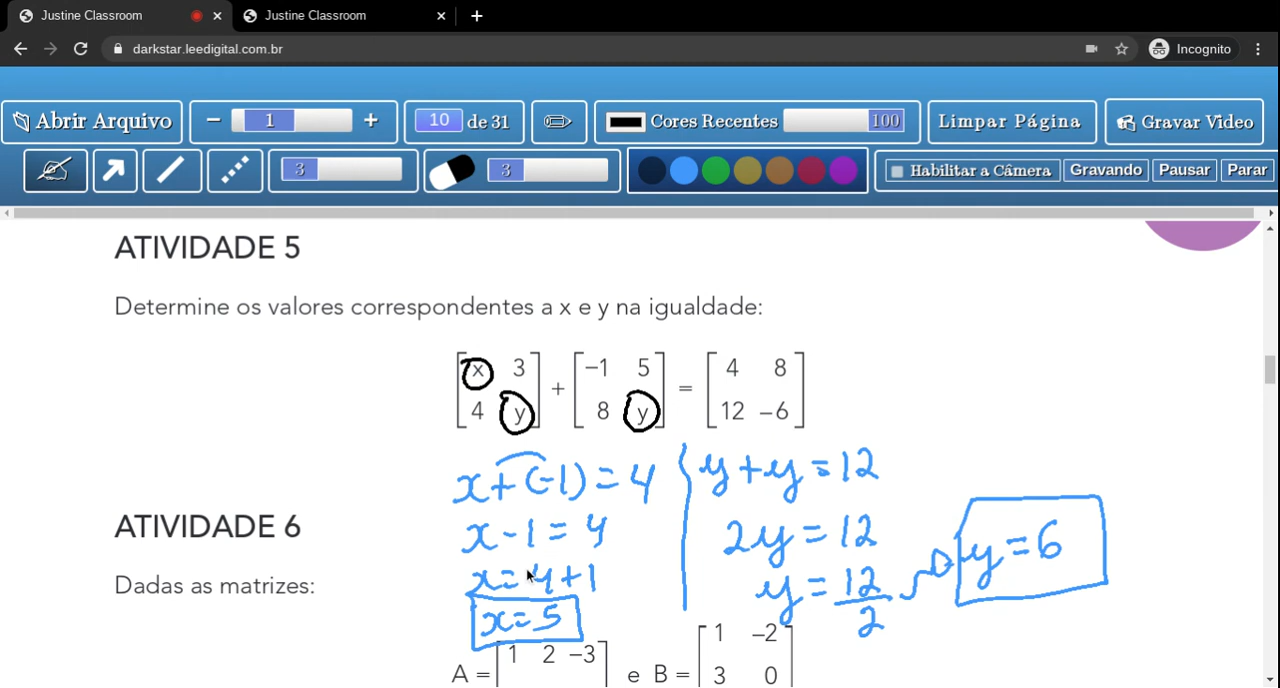 Justine Classroom Justine Classroom
darkstar.leedigital.com.br Incognito
Abrir Arquivo − 1 + 10 de 31 Cores Recentes 100 Limpar Página Gravar Video
3 3 Habilitar a Câmera Gravando Pausar Parar
ATIVIDADE 5
Determine os valores correspondentes a x e y na igualdade:
x 3 −1 5 4 8
+ =
4 y 8 y 12 −6
x+(-1)=4 y+y=12
x-1=4 2y=12 y=6
x=4+1 y=12/2
x=5
ATIVIDADE 6
Dadas as matrizes:
1 2 −3 1 −2
A = e B = 3 0